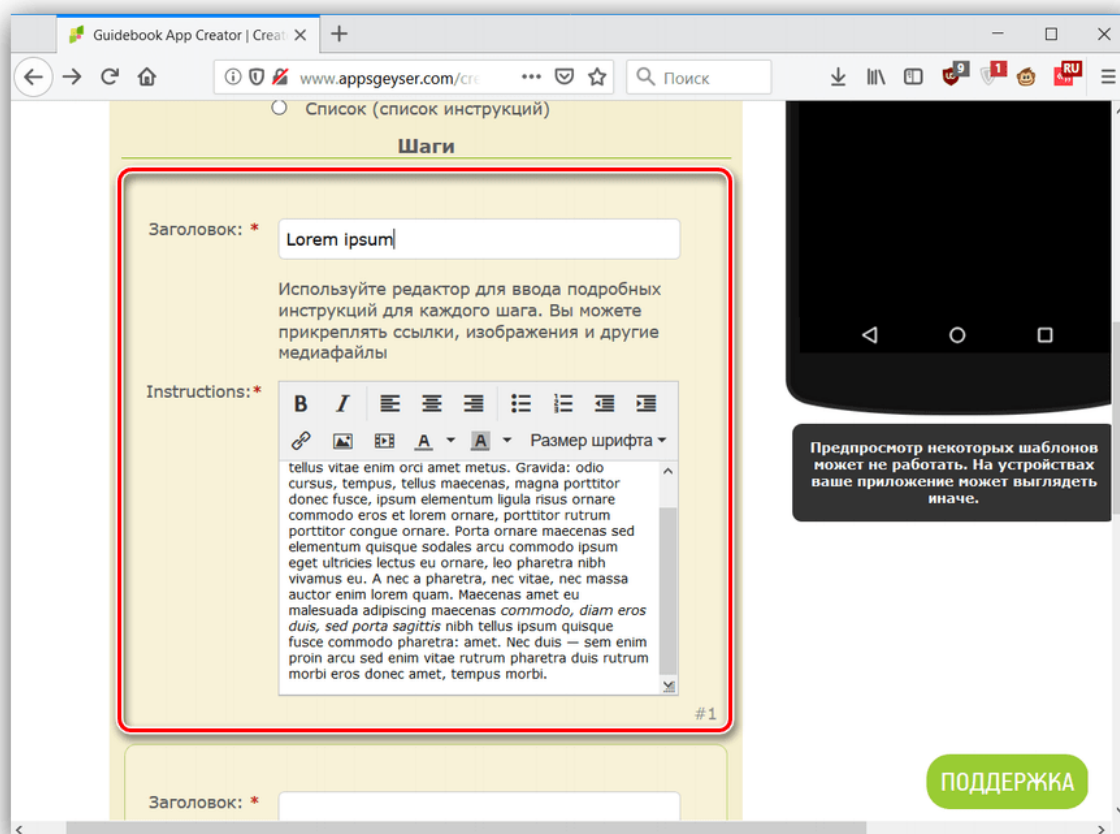 Guidebook App Creator | Creat
www.appsgeyser.com/cre
Поиск
9
1
RU
Список (список инструкций)
Шаги
Заголовок: *
Lorem ipsum
Используйте редактор для ввода подробных
инструкций для каждого шага. Вы можете
прикреплять ссылки, изображения и другие
медиафайлы
Instructions:*
B I
A A Размер шрифта
tellus vitae enim orci amet metus. Gravida: odio
cursus, tempus, tellus maecenas, magna porttitor
donec fusce, ipsum elementum ligula risus ornare
commodo eros et lorem ornare, porttitor rutrum
porttitor congue ornare. Porta ornare maecenas sed
elementum quisque sodales arcu commodo ipsum
eget ultricies lectus eu ornare, leo pharetra nibh
vivamus eu. A nec a pharetra, nec vitae, nec massa
auctor enim lorem quam. Maecenas amet eu
malesuada adipiscing maecenas commodo, diam eros
duis, sed porta sagittis nibh tellus ipsum quisque
fusce commodo pharetra: amet. Nec duis — sem enim
proin arcu sed enim vitae rutrum pharetra duis rutrum
morbi eros donec amet, tempus morbi.
#1
Заголовок: *
Предпросмотр некоторых шаблонов
может не работать. На устройствах
ваше приложение может выглядеть
иначе.
ПОДДЕРЖКА